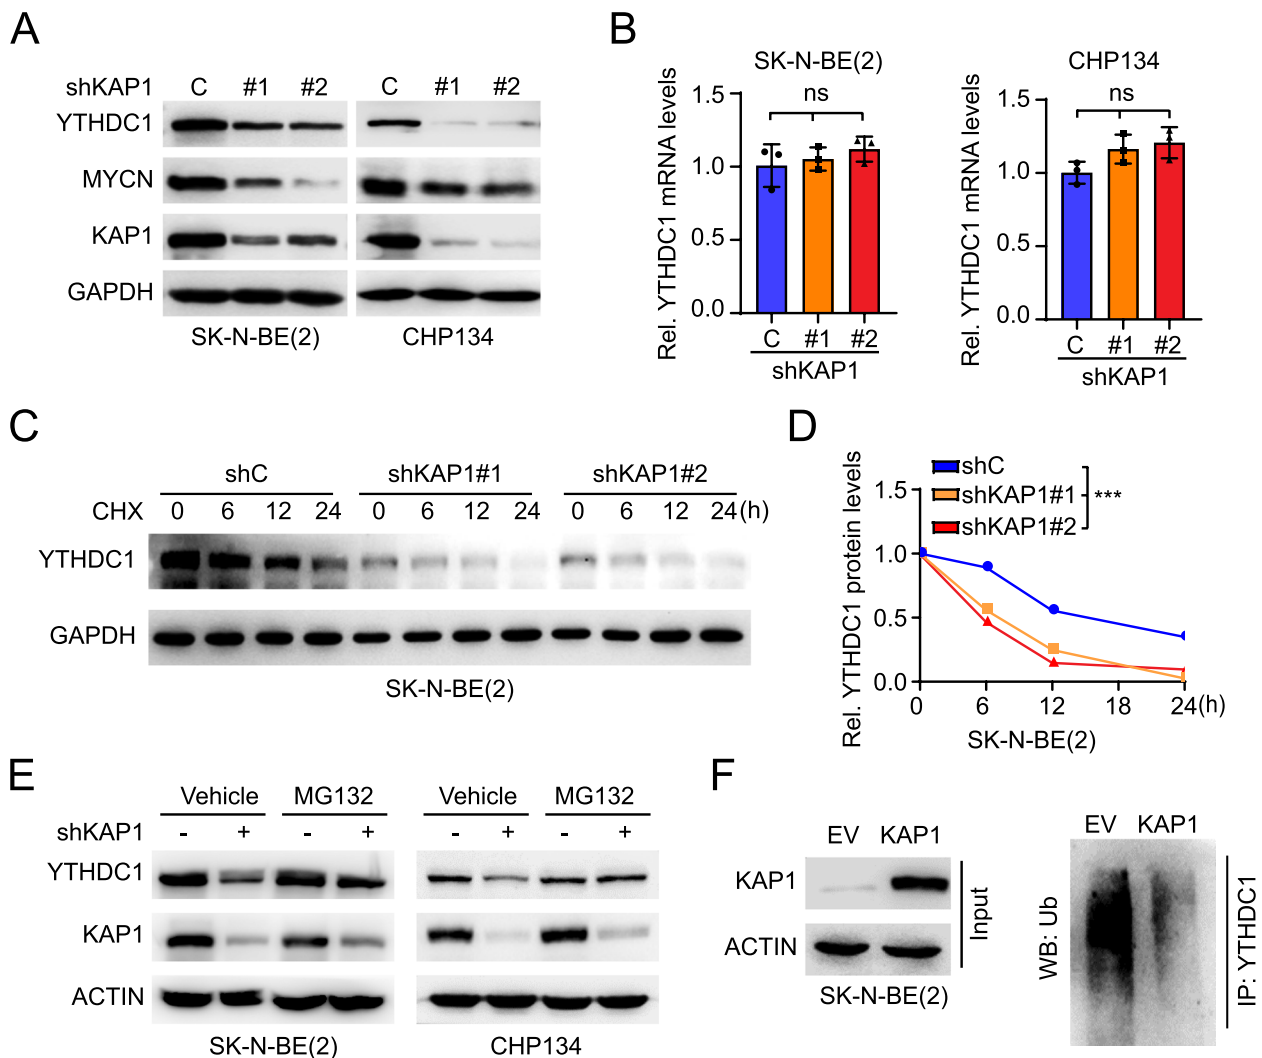 A
shKAP1 C #1 #2 C #1 #2
YTHDC1
MYCN
KAP1
GAPDH
SK-N-BE(2) CHP134
B
SK-N-BE(2)
Rel. YTHDC1 mRNA levels
1.5
1.0
0.5
0.0
ns
C #1 #2
shKAP1
CHP134
Rel. YTHDC1 mRNA levels
1.5
1.0
0.5
0.0
ns
C #1 #2
shKAP1
C
shC shKAP1#1 shKAP1#2
CHX 0 6 12 24 0 6 12 24 0 6 12 24(h)
YTHDC1
GAPDH
SK-N-BE(2)
D
shC
shKAP1#1
shKAP1#2
***
Rel. YTHDC1 protein levels
1.5
1.0
0.5
0.0
0 6 12 18 24(h)
SK-N-BE(2)
E
Vehicle MG132 Vehicle MG132
shKAP1 - + - + - + - +
YTHDC1
KAP1
ACTIN
SK-N-BE(2) CHP134
F
EV KAP1
KAP1
ACTIN
Input
SK-N-BE(2)
EV KAP1
WB: Ub
IP: YTHDC1